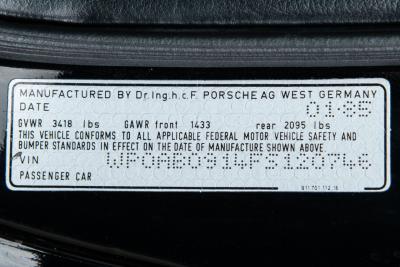 MANUFACTURED BY Dr.Ing.h.c.F. PORSCHE AG WEST GERMANY
DATE 01·85
GVWR 3418 lbs GAWR front 1433 rear 2095 lbs
THIS VEHICLE CONFORMS TO ALL APPLICABLE FEDERAL MOTOR VEHICLE SAFETY AND
BUMPER STANDARDS IN EFFECT ON THE DATE OF MANUFACTURE SHOWN ABOVE.
VIN WP0AB0914FS120746
PASSENGER CAR